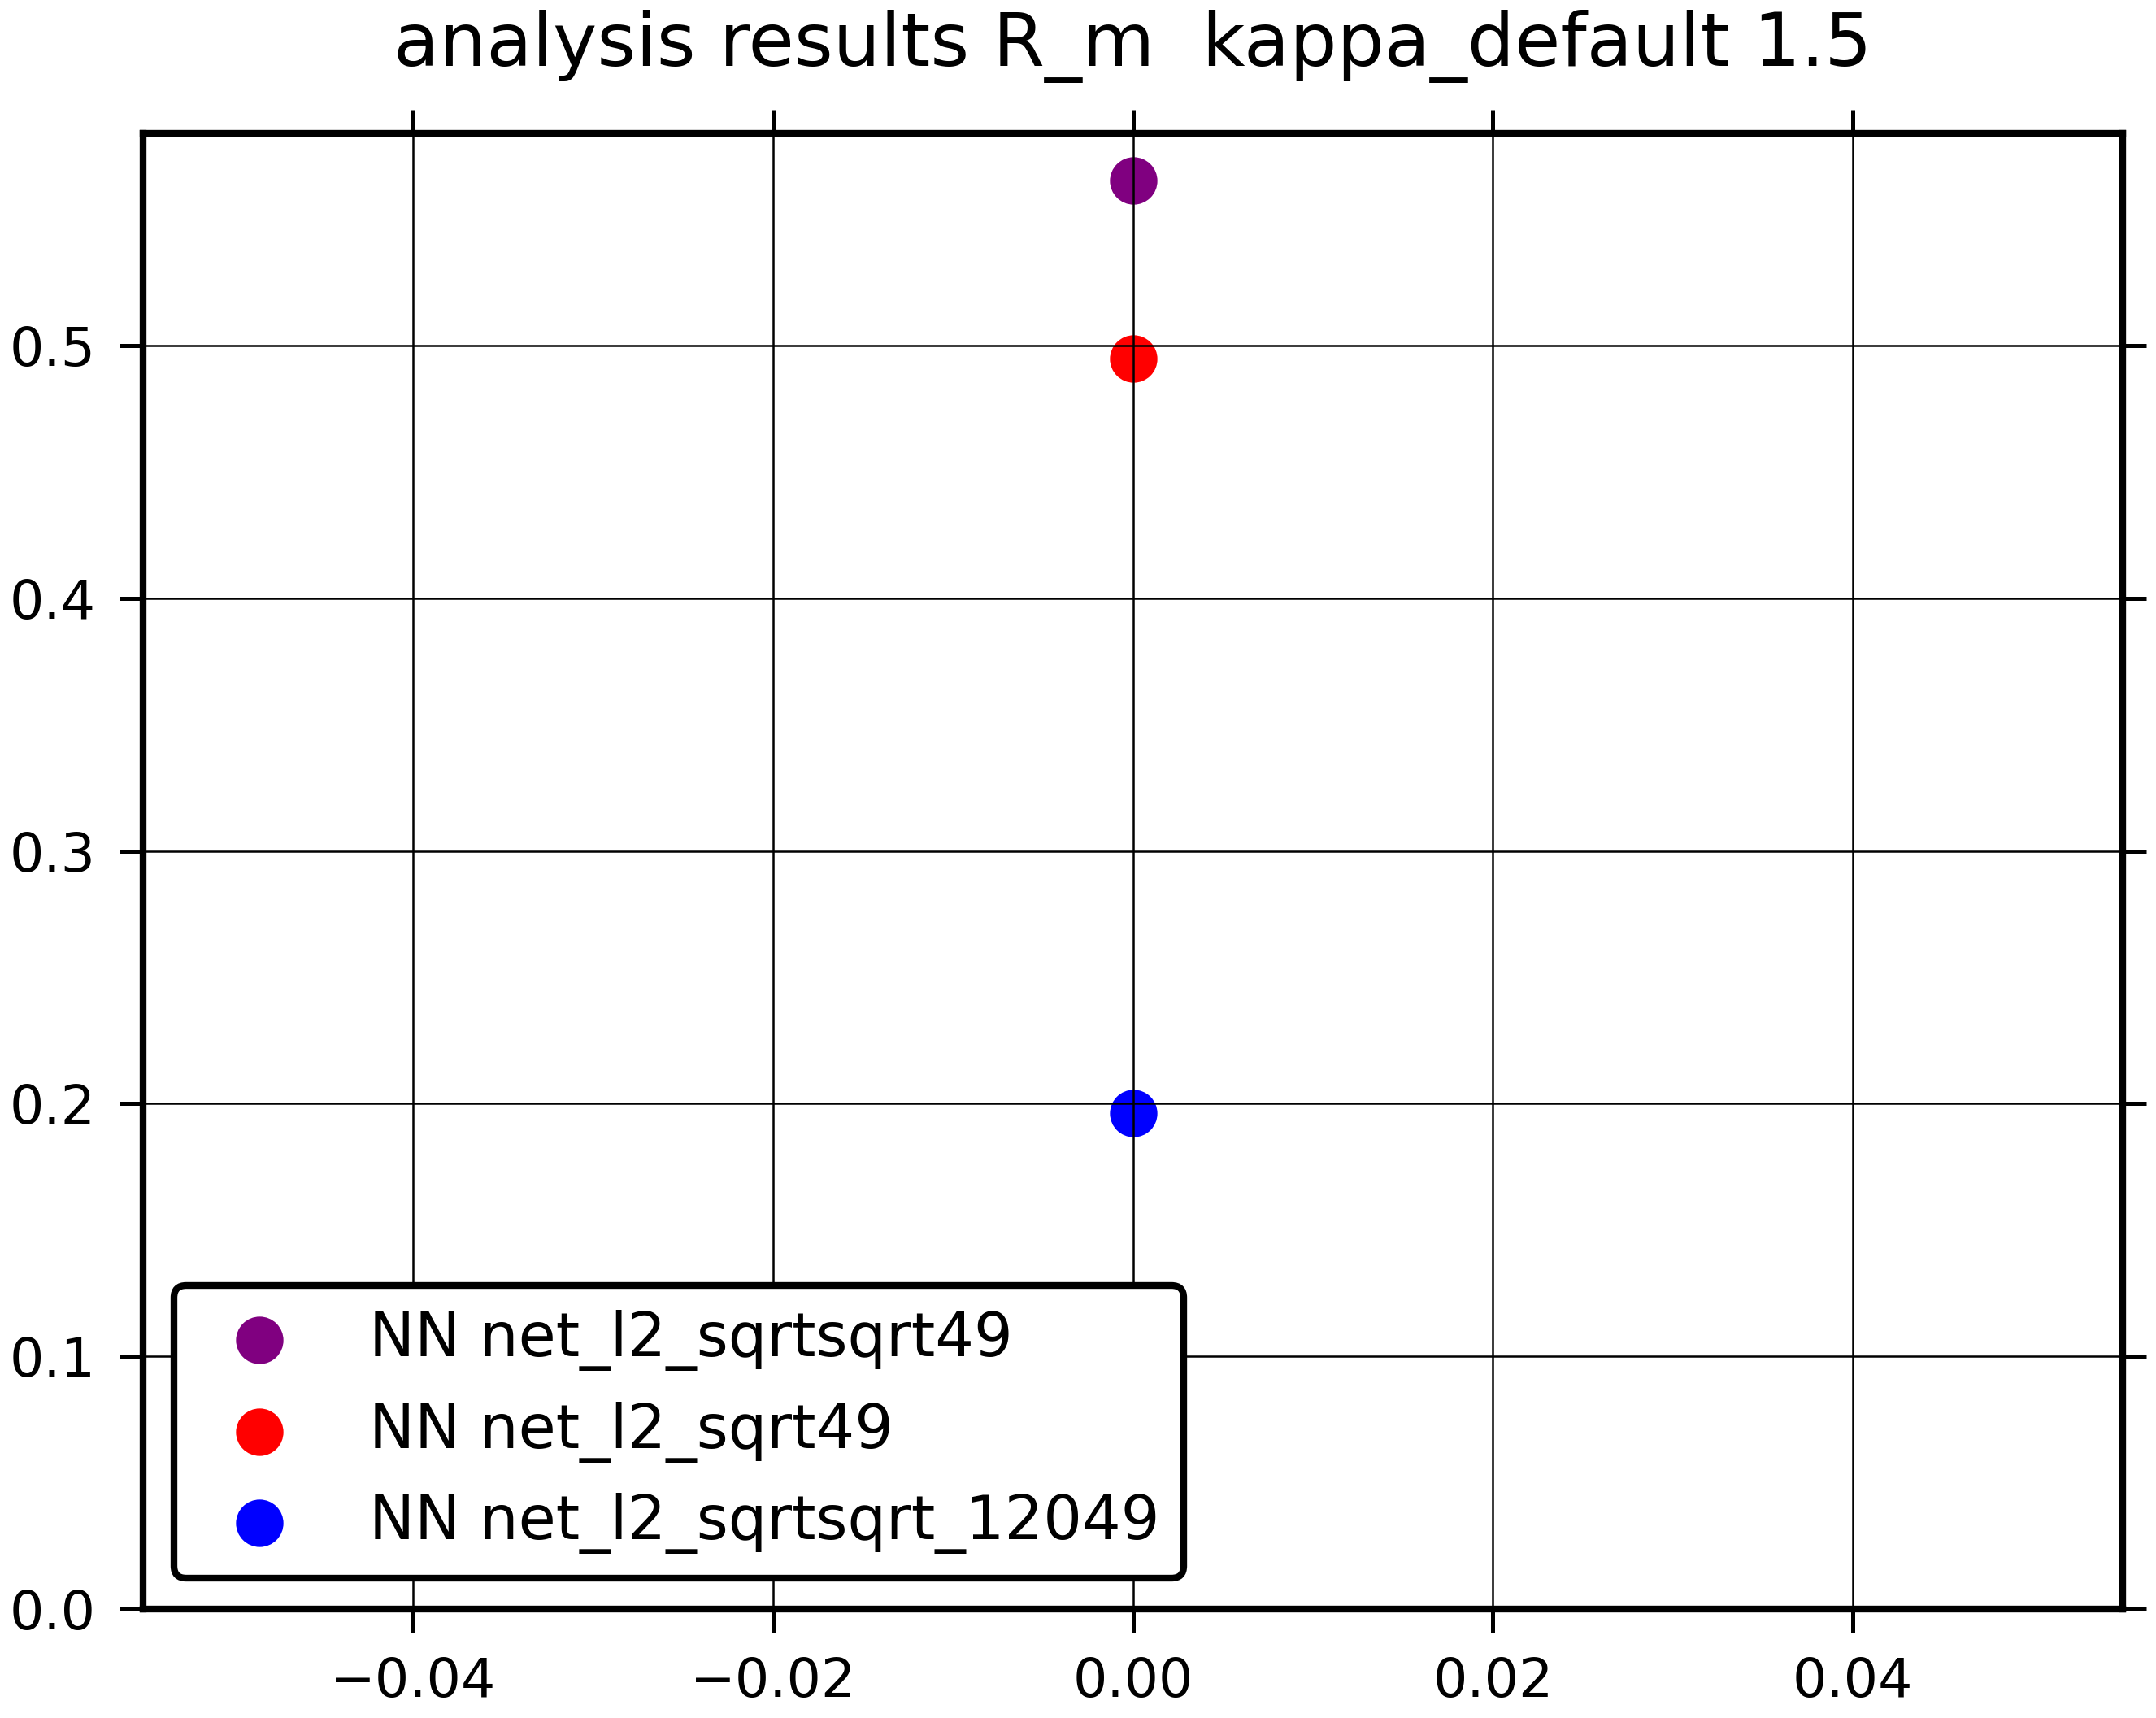 analysis results R_m  kappa_default 1.5
0.5
0.4
0.3
0.2
0.1
0.0
NN net_l2_sqrtsqrt49
NN net_l2_sqrt49
NN net_l2_sqrtsqrt_12049
−0.04 −0.02 0.00 0.02 0.04